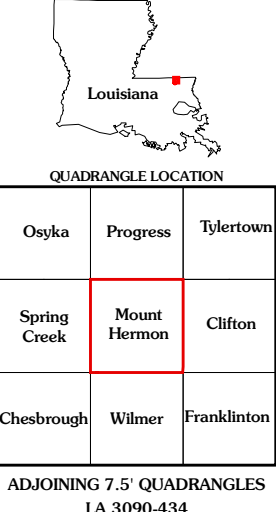 Louisiana
QUADRANGLE LOCATION
Osyka Progress Tylertown
Spring Creek Mount Hermon Clifton
Chesbrough Wilmer Franklinton
ADJOINING 7.5' QUADRANGLES
LA 3090-434